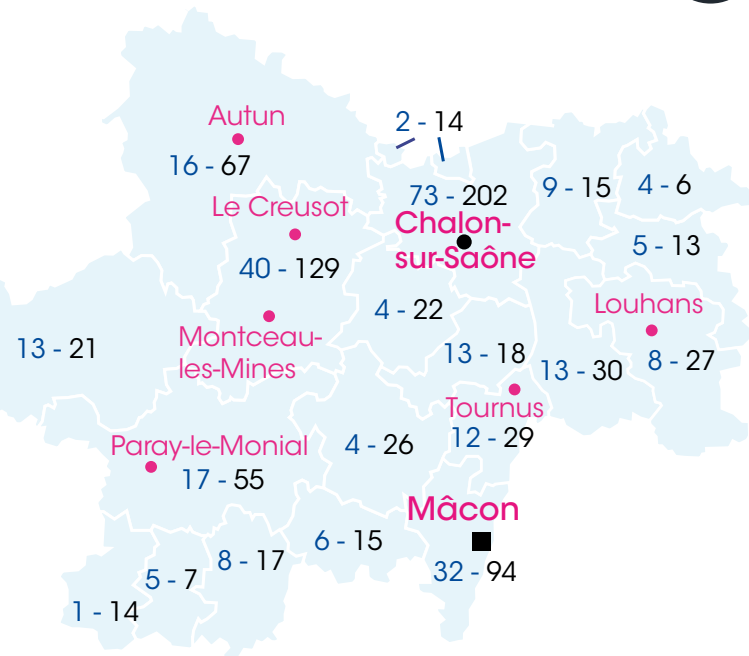 Autun
2 - 14
16 - 67
73 - 202
9 - 15
4 - 6
Le Creusot
Chalon-
sur-Saône
5 - 13
40 - 129
4 - 22
Louhans
13 - 21
Montceau-
les-Mines
13 - 18
13 - 30
8 - 27
Tournus
12 - 29
Paray-le-Monial
4 - 26
17 - 55
Mâcon
6 - 15
8 - 17
32 - 94
5 - 7
1 - 14